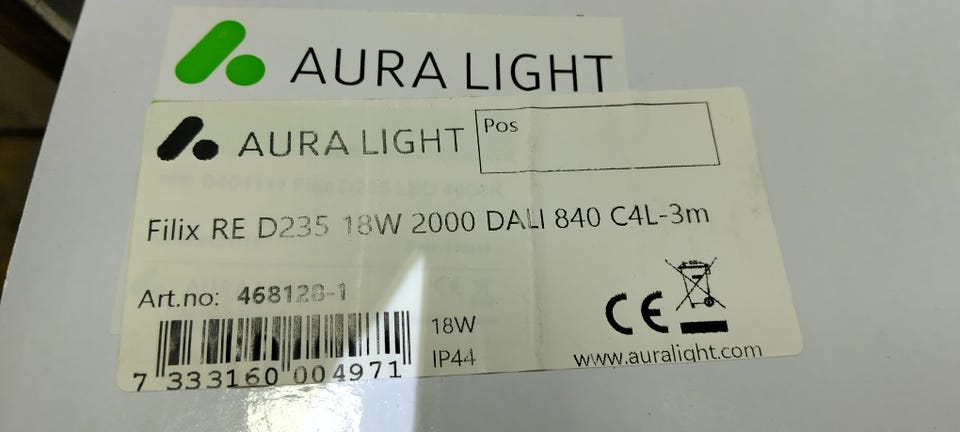 AURA LIGHT
AURA LIGHT
Pos
Filix RE D235 18W 2000 DALI 840 C4L-3m
Art.no: 468128-1
18W
IP44
7 333160 004971
www.auralight.com
CE